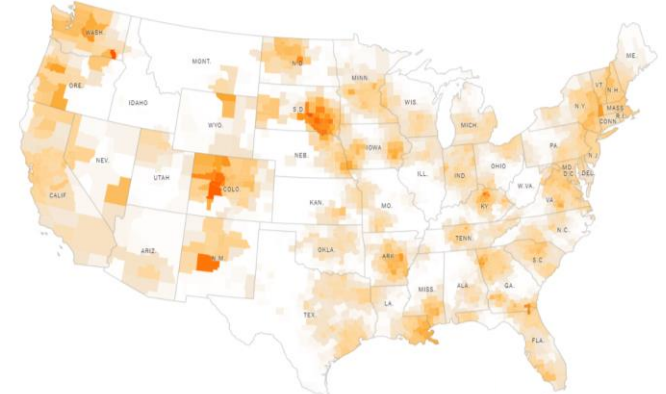 WASH.
ORE.
IDAHO
MONT.
WYO.
N.D.
S.D.
NEB.
MINN.
WIS.
MICH.
IOWA
NEV.
UTAH
COLO.
CALIF.
ARIZ.
N.M.
KAN.
OKLA.
TEX.
MO.
ILL.
IND.
OHIO
KY.
TENN.
ARK.
LA.
MISS.
ALA.
GA.
FLA.
S.C.
N.C.
VA.
W.VA.
MD.
D.C.
DEL.
PA.
N.J.
N.Y.
CONN.
R.I.
MASS.
VT.
N.H.
ME.